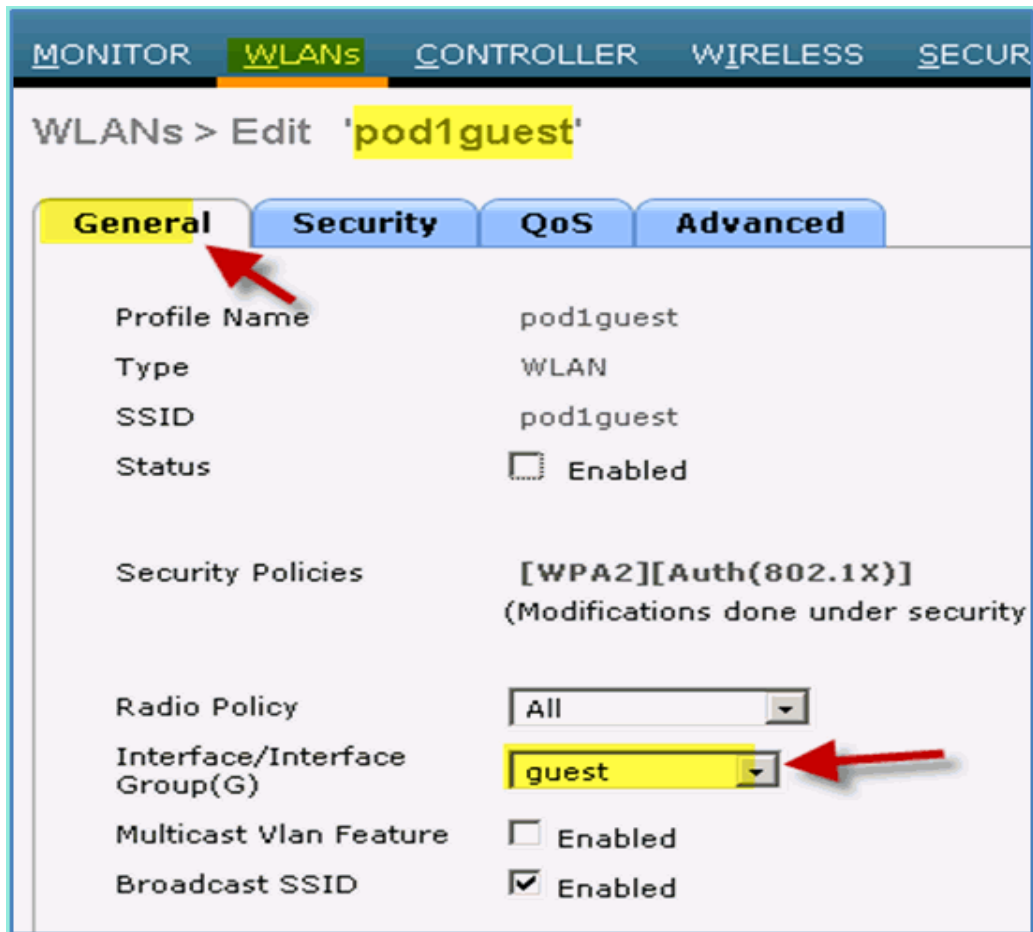 MONITOR WLANs CONTROLLER WIRELESS SECUR
WLANs > Edit 'pod1guest'
General Security QoS Advanced
Profile Name pod1guest
Type WLAN
SSID pod1guest
Status Enabled
Security Policies [WPA2][Auth(802.1X)]
(Modifications done under security
Radio Policy All
Interface/Interface
Group(G) guest
Multicast Vlan Feature Enabled
Broadcast SSID Enabled